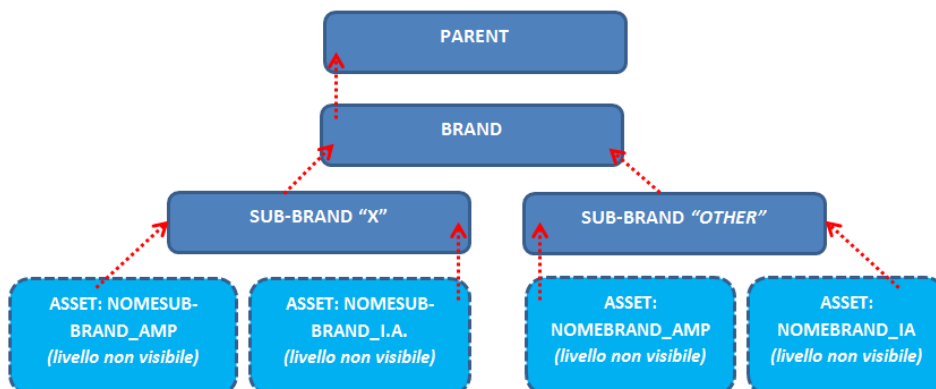 PARENT
BRAND
SUB-BRAND “X”
SUB-BRAND “OTHER”
ASSET: NOMESUB-
BRAND_AMP
(livello non visibile)
ASSET: NOMESUB-
BRAND_I.A.
(livello non visibile)
ASSET:
NOMEBRAND_AMP
(livello non visibile)
ASSET:
NOMEBRAND_IA
(livello non visibile)